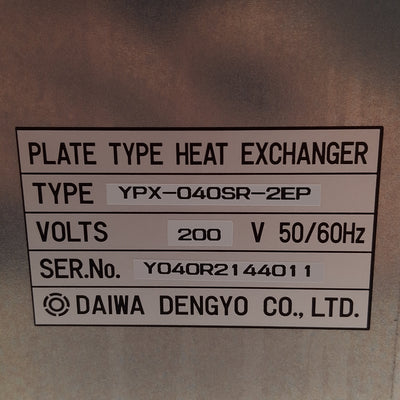 PLATE TYPE HEAT EXCHANGER
TYPE YPX-040SR-2EP
VOLTS 200 V 50/60Hz
SER.No. Y040R2144011
DAIWA DENGYO CO., LTD.